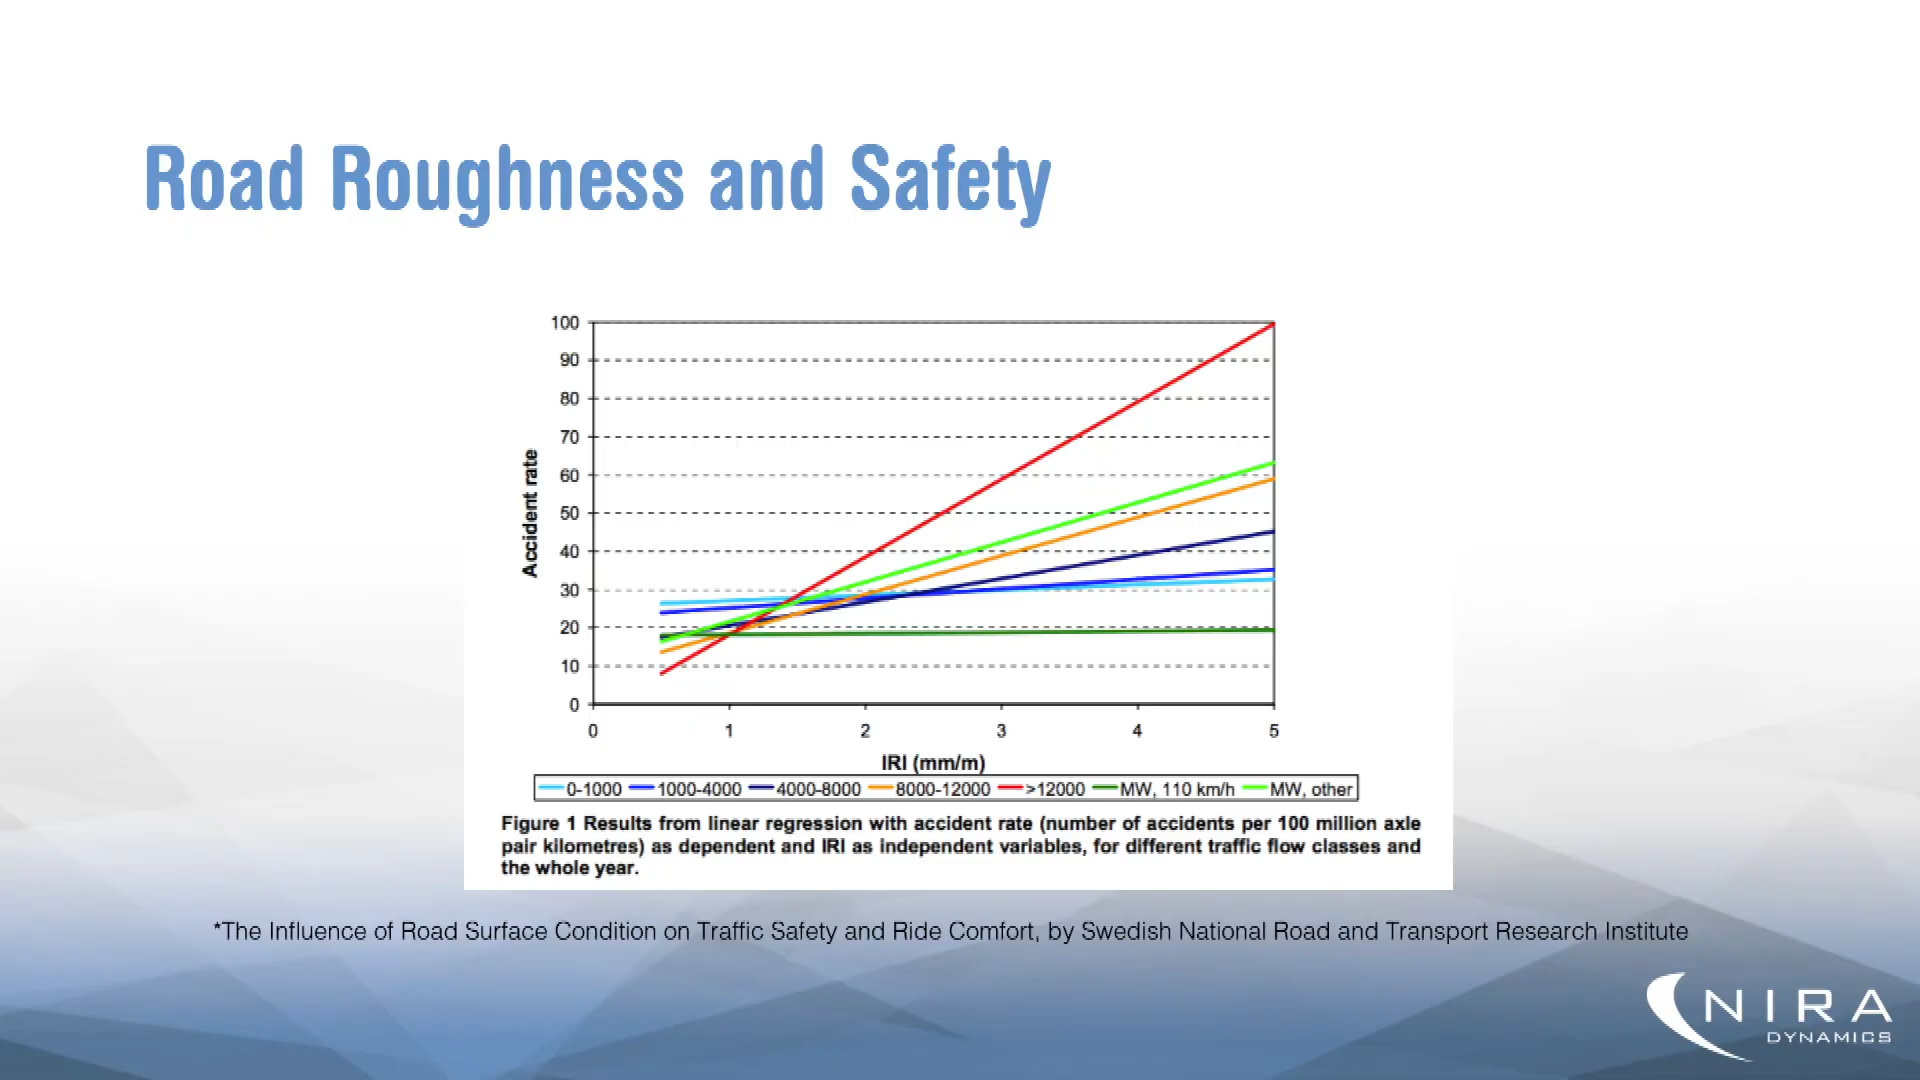 Road Roughness and Safety
100
90
80
70
60
50
40
30
20
10
0
Accident rate
0 1 2 3 4 5
IRI (mm/m)
0-1000 1000-4000 4000-8000 8000-12000 >12000 MW, 110 km/h MW, other
Figure 1 Results from linear regression with accident rate (number of accidents per 100 million axle
pair kilometres) as dependent and IRI as independent variables, for different traffic flow classes and
the whole year.
*The Influence of Road Surface Condition on Traffic Safety and Ride Comfort, by Swedish National Road and Transport Research Institute
NIRA
DYNAMICS